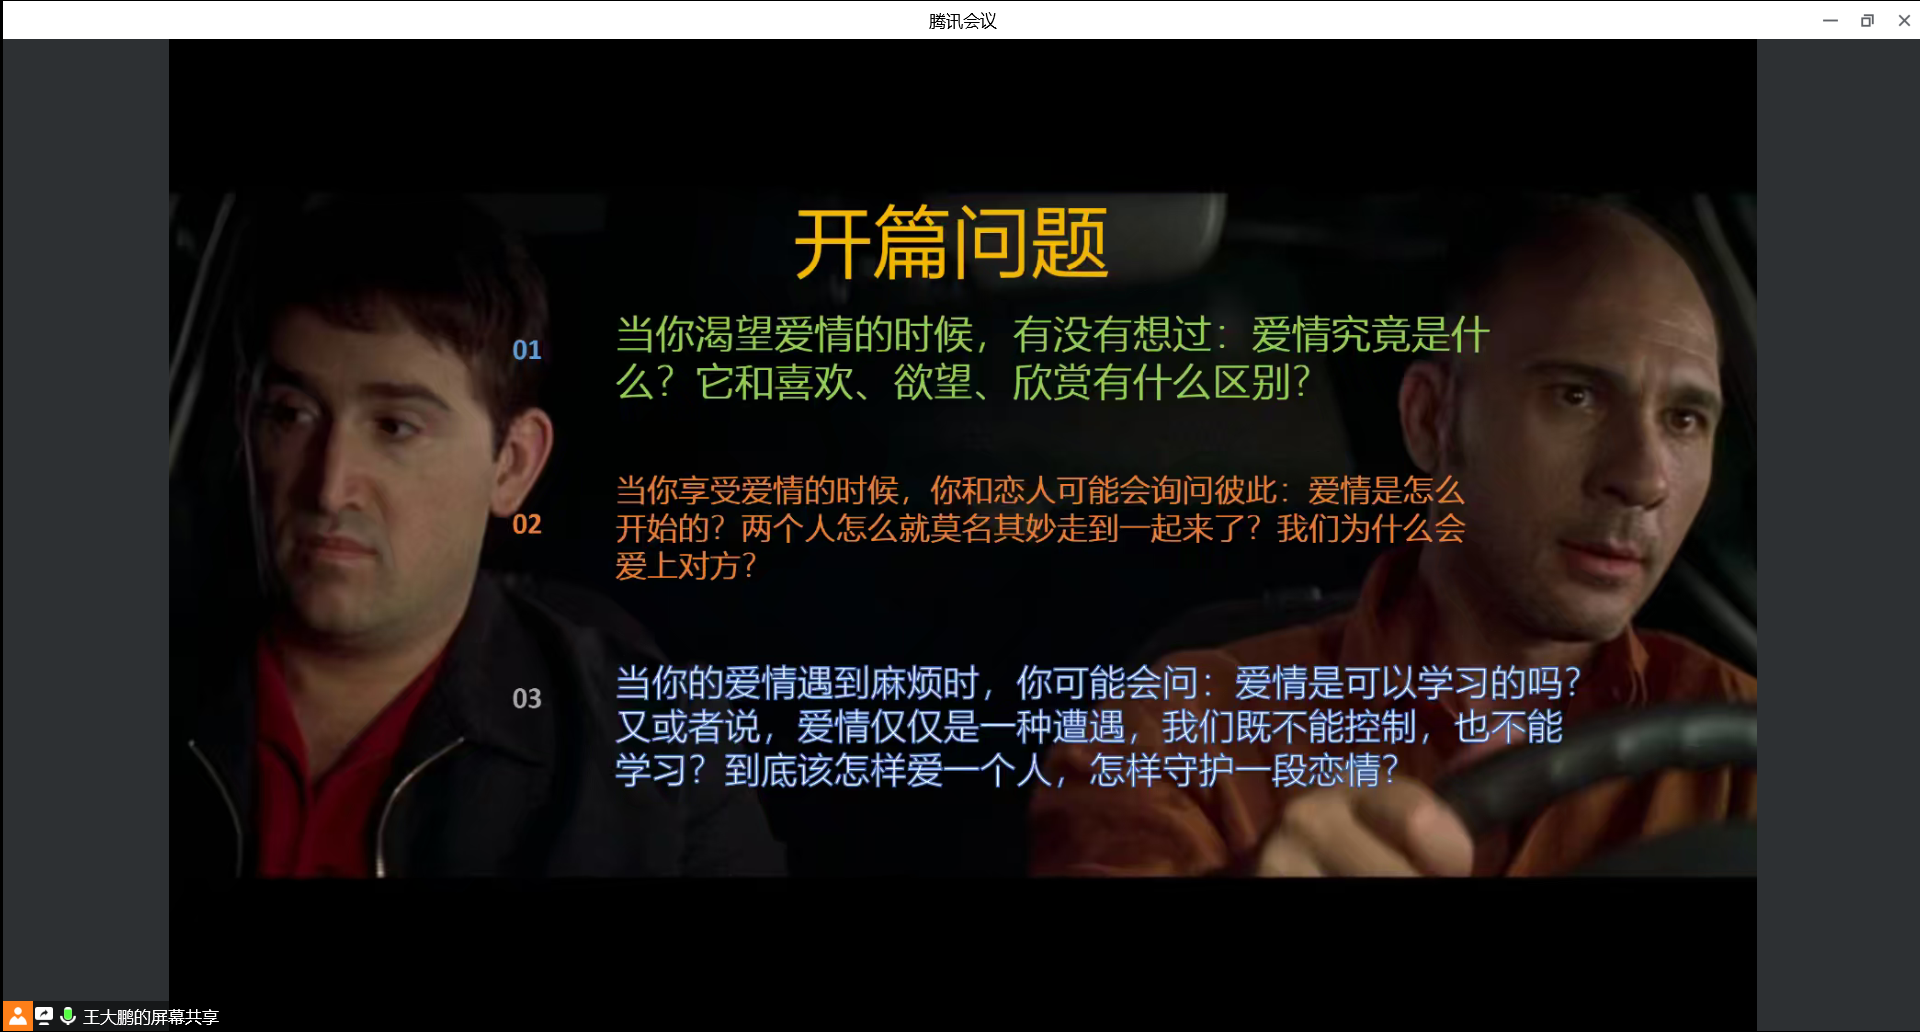 腾讯会议
开篇问题
01
当你渴望爱情的时候，有没有想过：爱情究竟是什
么？它和喜欢、欲望、欣赏有什么区别？
02
当你享受爱情的时候，你和恋人可能会询问彼此：爱情是怎么
开始的？两个人怎么就莫名其妙走到一起来了？我们为什么会
爱上对方？
03
当你的爱情遇到麻烦时，你可能会问：爱情是可以学习的吗？
又或者说，爱情仅仅是一种遭遇，我们既不能控制，也不能
学习？到底该怎样爱一个人，怎样守护一段恋情？
王大鹏的屏幕共享